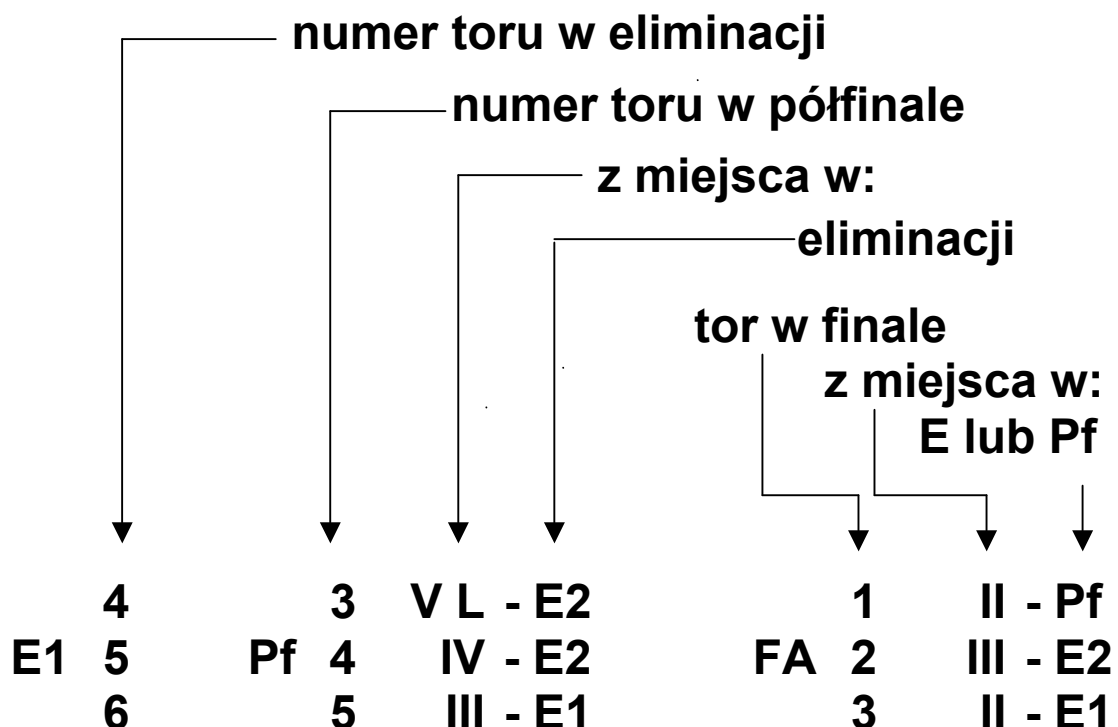 numer toru w eliminacji
numer toru w półfinale
z miejsca w:
eliminacji
tor w finale
z miejsca w:
E lub Pf
4 3 V L - E2 1 II - Pf
E1 5 Pf 4 IV - E2 FA 2 III - E2
6 5 III - E1 3 II - E1